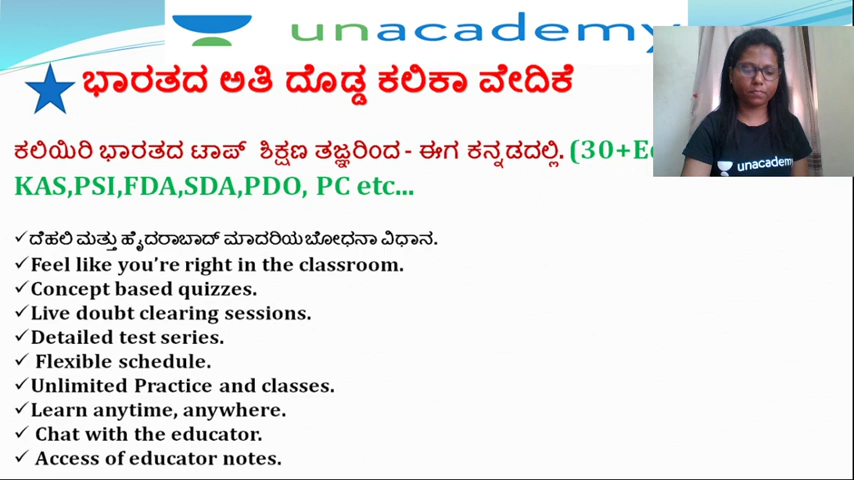 unacademy
ಭಾರತದ ಅತಿ ದೊಡ್ಡ ಕಲಿಕಾ ವೇದಿಕೆ
ಕಲಿಯಿರಿ ಭಾರತದ ಟಾಪ್ ಶಿಕ್ಷಣ ತಜ್ಞರಿಂದ - ಈಗ ಕನ್ನಡದಲ್ಲಿ. (30+
KAS,PSI,FDA,SDA,PDO, PC etc...
✓ದೆಹಲಿ ಮತ್ತು ಹೈದರಾಬಾದ್ ಮಾದರಿಯ ಬೋಧನಾ ವಿಧಾನ.
✓Feel like you're right in the classroom.
✓Concept based quizzes.
✓Live doubt clearing sessions.
✓Detailed test series.
✓ Flexible schedule.
✓Unlimited Practice and classes.
✓Learn anytime, anywhere.
✓ Chat with the educator.
✓ Access of educator notes.
unacademy